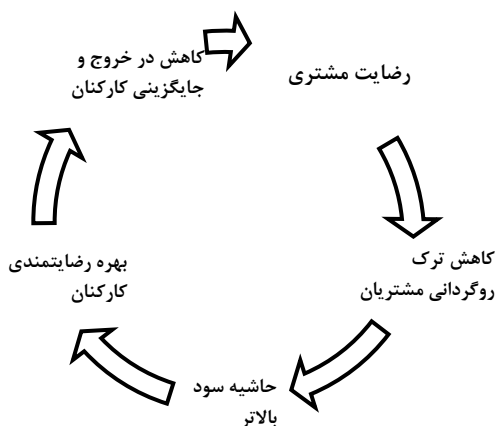 رضایت مشتری
کاهش ترک
روگردانی مشتریان
حاشیه سود
بالاتر
بهره رضایتمندی
کارکنان
کاهش در خروج و
جایگزینی کارکنان